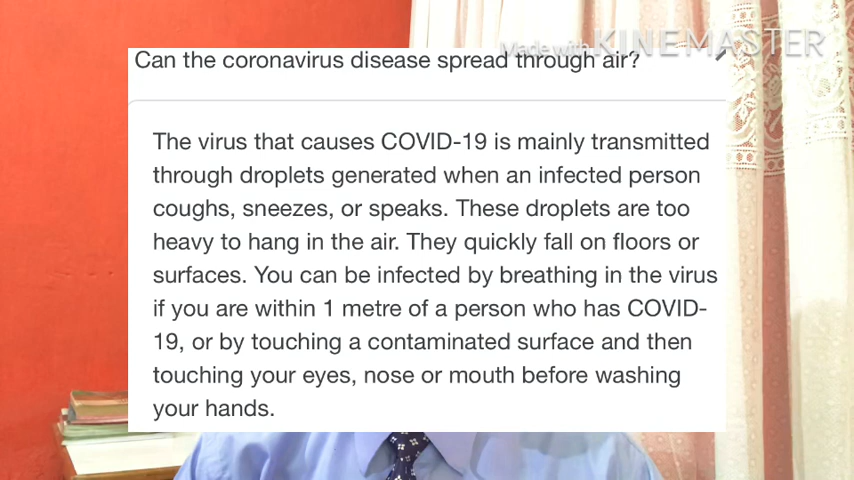 Made with KINEMASTER
Can the coronavirus disease spread through air?
The virus that causes COVID-19 is mainly transmitted
through droplets generated when an infected person
coughs, sneezes, or speaks. These droplets are too
heavy to hang in the air. They quickly fall on floors or
surfaces. You can be infected by breathing in the virus
if you are within 1 metre of a person who has COVID-
19, or by touching a contaminated surface and then
touching your eyes, nose or mouth before washing
your hands.